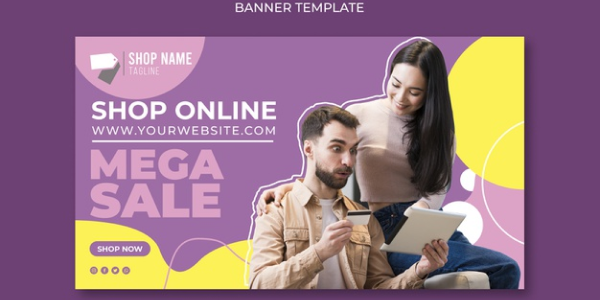 BANNER TEMPLATE
SHOP NAME
TAGLINE
SHOP ONLINE
WWW.YOURWEBSITE.COM
MEGA
SALE
SHOP NOW